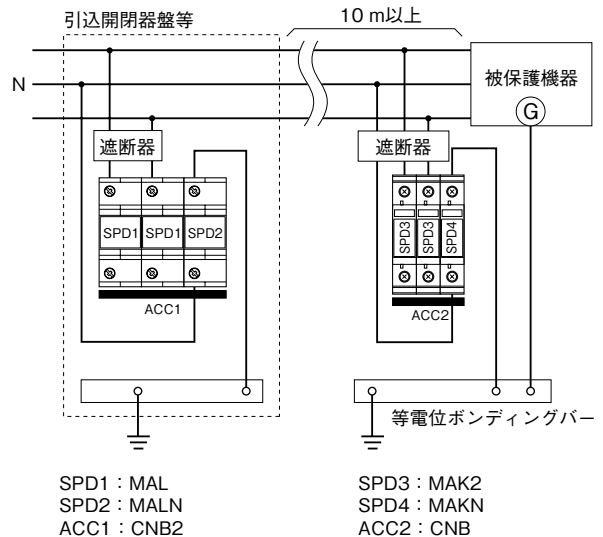 引込開閉器盤等
10 m以上
N
被保護機器
G
遮断器
遮断器
SPD1
SPD1
SPD2
SPD3
SPD3
SPD4
ACC1
ACC2
等電位ボンディングバー
SPD1：MAL
SPD2：MALN
ACC1：CNB2
SPD3：MAK2
SPD4：MAKN
ACC2：CNB